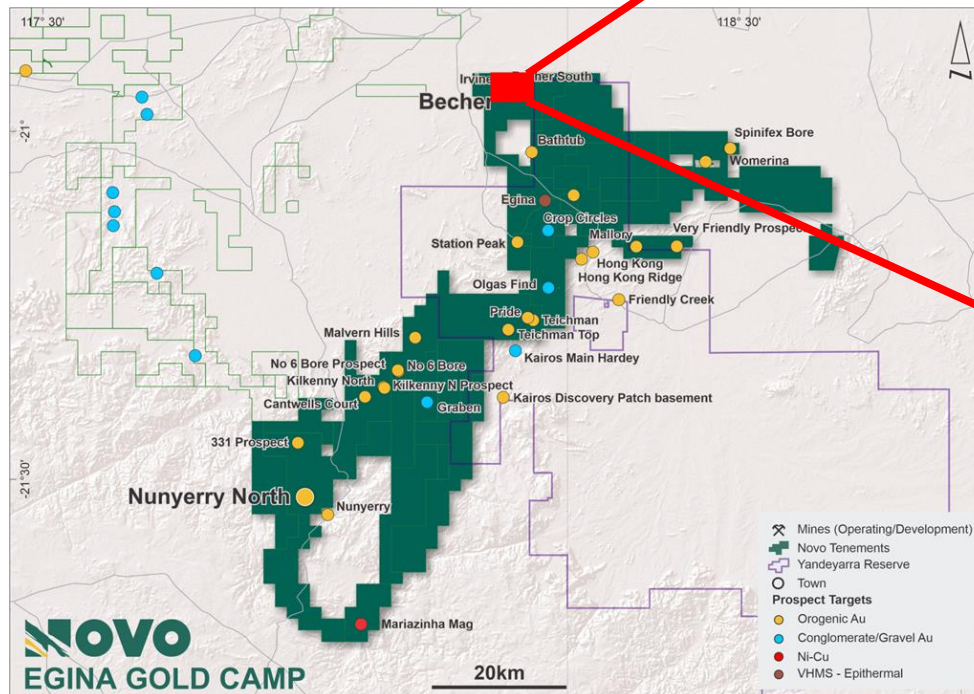 117° 30'
118° 30'
-21°
-21°30'
Irvine
South
Becher
Bathtub
Spinifex Bore
Womerina
Egina
Crop Circles
Station Peak
Mallory
Very Friendly Prospect
Hong Kong
Hong Kong Ridge
Olgas Find
Friendly Creek
Pride
Teichman
Teichman Top
Malvern Hills
Kairos Main Hardey
No 6 Bore Prospect
No 6 Bore
Kilkenny North
Kilkenny N Prospect
Cantwells Court
Graben
Kairos Discovery Patch basement
331 Prospect
Nunyerry North
Nunyerry
Mariazinha Mag
Mines (Operating/Development)
Novo Tenements
Yandeyarra Reserve
Town
Prospect Targets
Orogenic Au
Conglomerate/Gravel Au
Ni-Cu
VHMS - Epithermal
NOVO
EGINA GOLD CAMP
20km